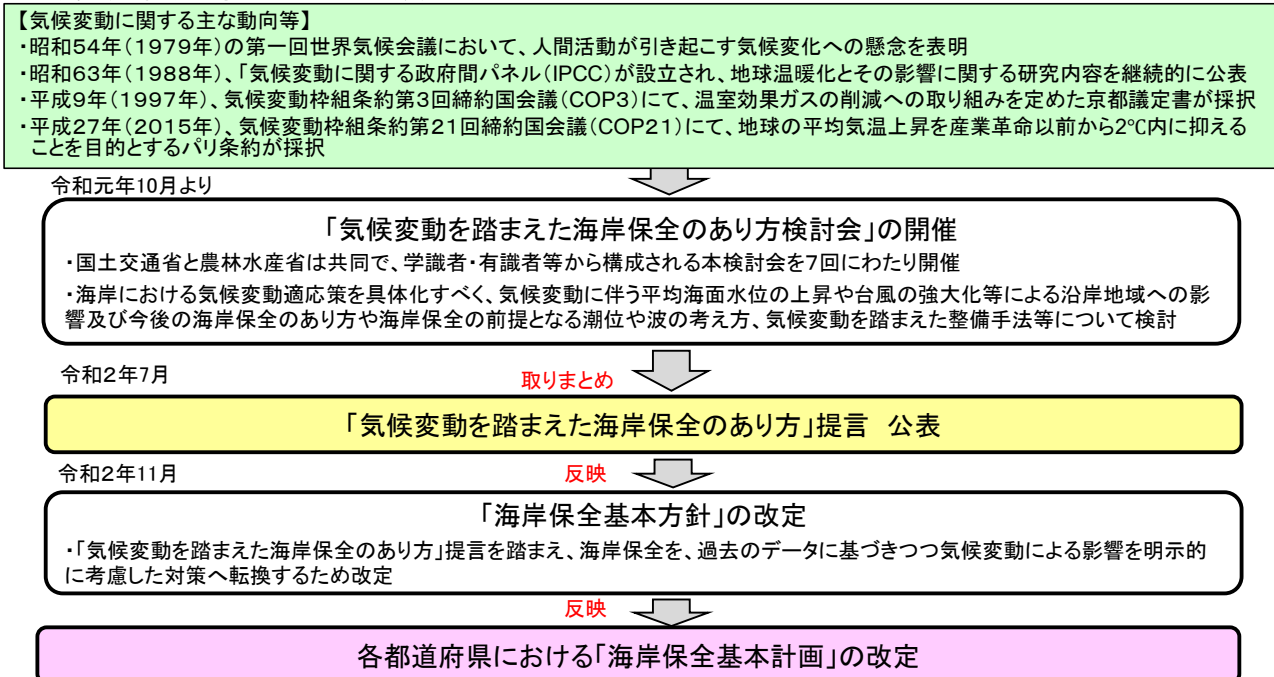 【気候変動に関する主な動向等】
・昭和54年(1979年)の第一回世界気候会議において、人間活動が引き起こす気候変化への懸念を表明
・昭和63年(1988年)、「気候変動に関する政府間パネル(IPCC)が設立され、地球温暖化とその影響に関する研究内容を継続的に公表
・平成9年(1997年)、気候変動枠組条約第3回締約国会議(COP3)にて、温室効果ガスの削減への取り組みを定めた京都議定書が採択
・平成27年(2015年)、気候変動枠組条約第21回締約国会議(COP21)にて、地球の平均気温上昇を産業革命以前から2℃内に抑える
ことを目的とするパリ条約が採択
令和元年10月より
「気候変動を踏まえた海岸保全のあり方検討会」の開催
・国土交通省と農林水産省は共同で、学識者・有識者等から構成される本検討会を7回にわたり開催
・海岸における気候変動適応策を具体化すべく、気候変動に伴う平均海面水位の上昇や台風の強大化等による沿岸地域への影
響及び今後の海岸保全のあり方や海岸保全の前提となる潮位や波の考え方、気候変動を踏まえた整備手法等について検討
令和2年7月
取りまとめ
「気候変動を踏まえた海岸保全のあり方」提言 公表
令和2年11月
反映
「海岸保全基本方針」の改定
・「気候変動を踏まえた海岸保全のあり方」提言を踏まえ、海岸保全を、過去のデータに基づきつつ気候変動による影響を明示的
に考慮した対策へ転換するため改定
反映
各都道府県における「海岸保全基本計画」の改定